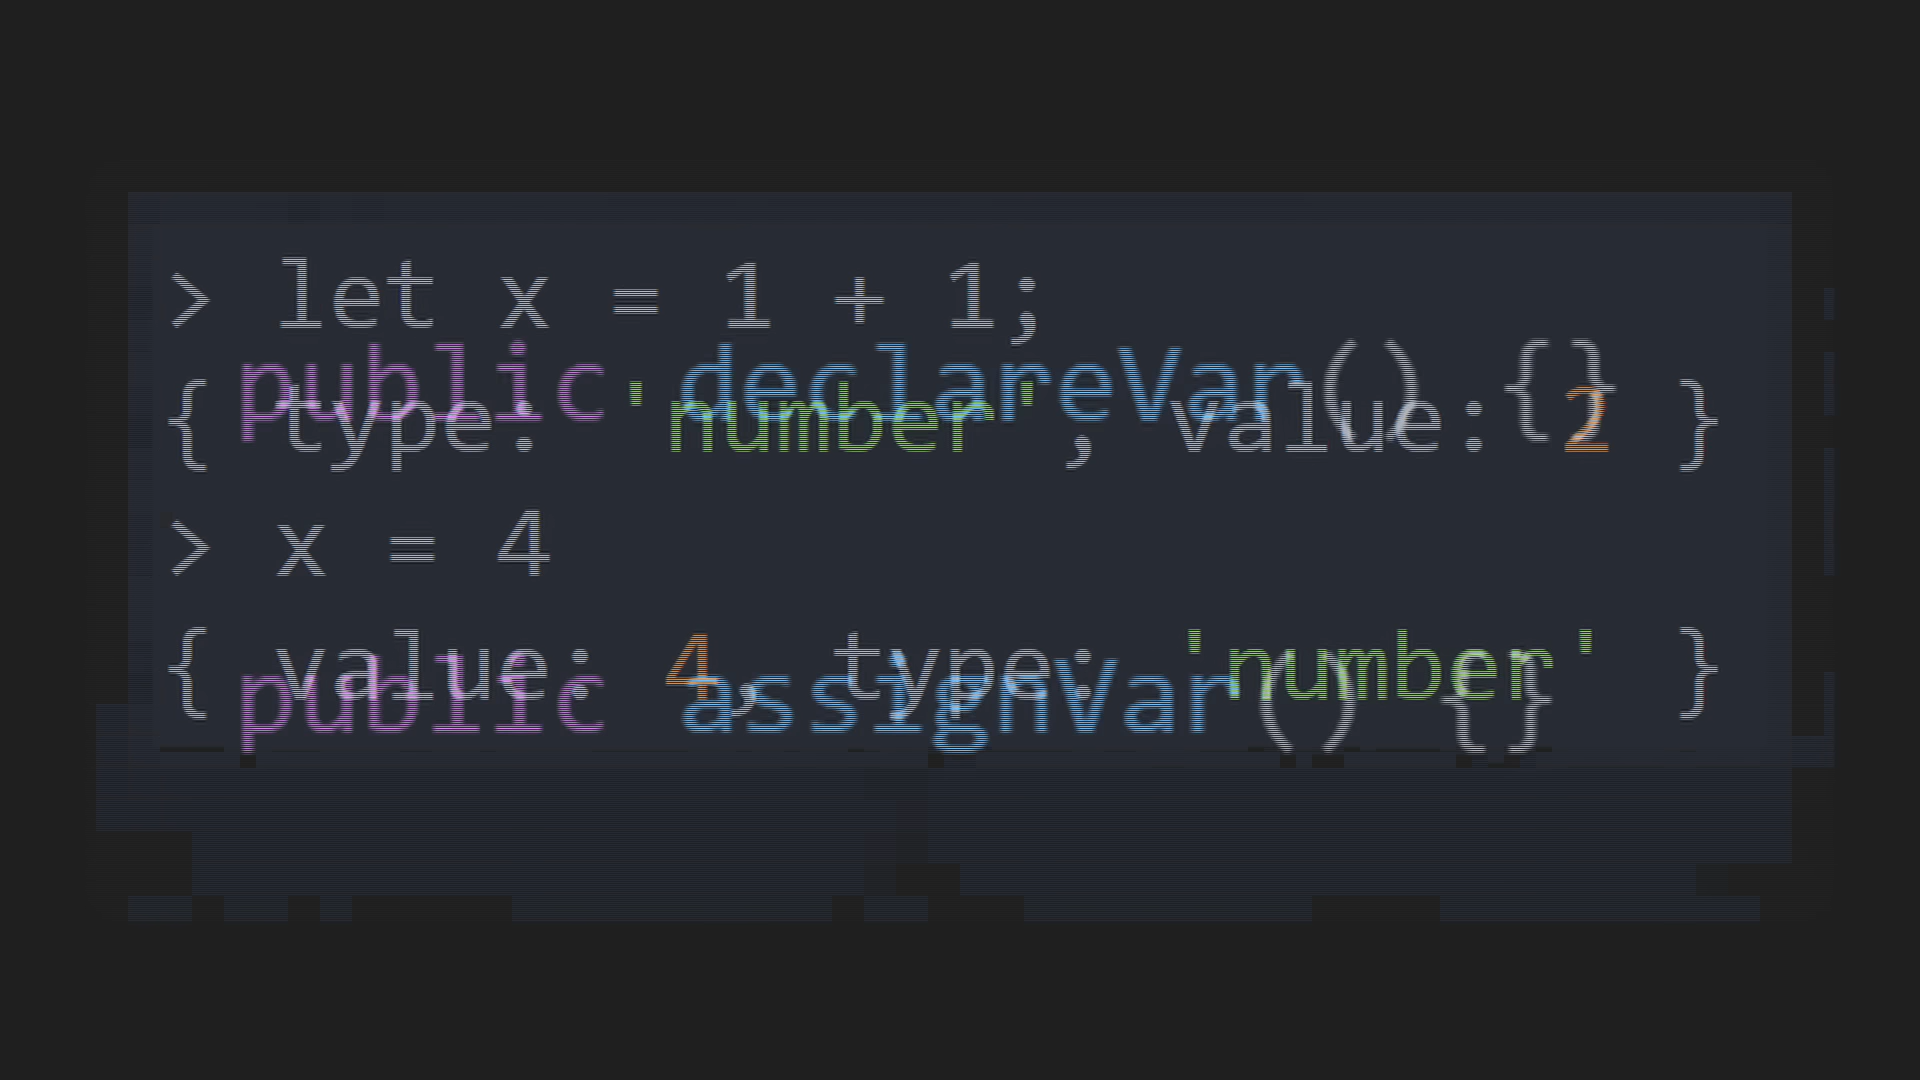 > let x = 1 + 1;
public declareVar() {}
{ type: 'number', value: 2 }
> x = 4
{ value: 4, type: 'number' }
public assignVar() {}